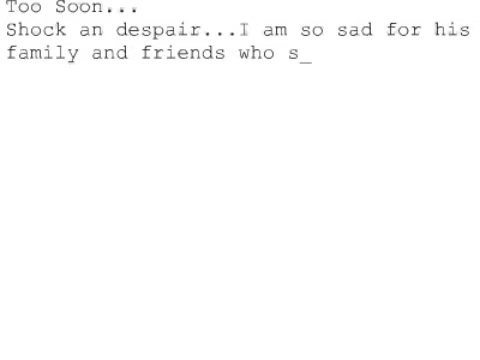 Too Soon...
Shock an despair...I am so sad for his
family and friends who s_